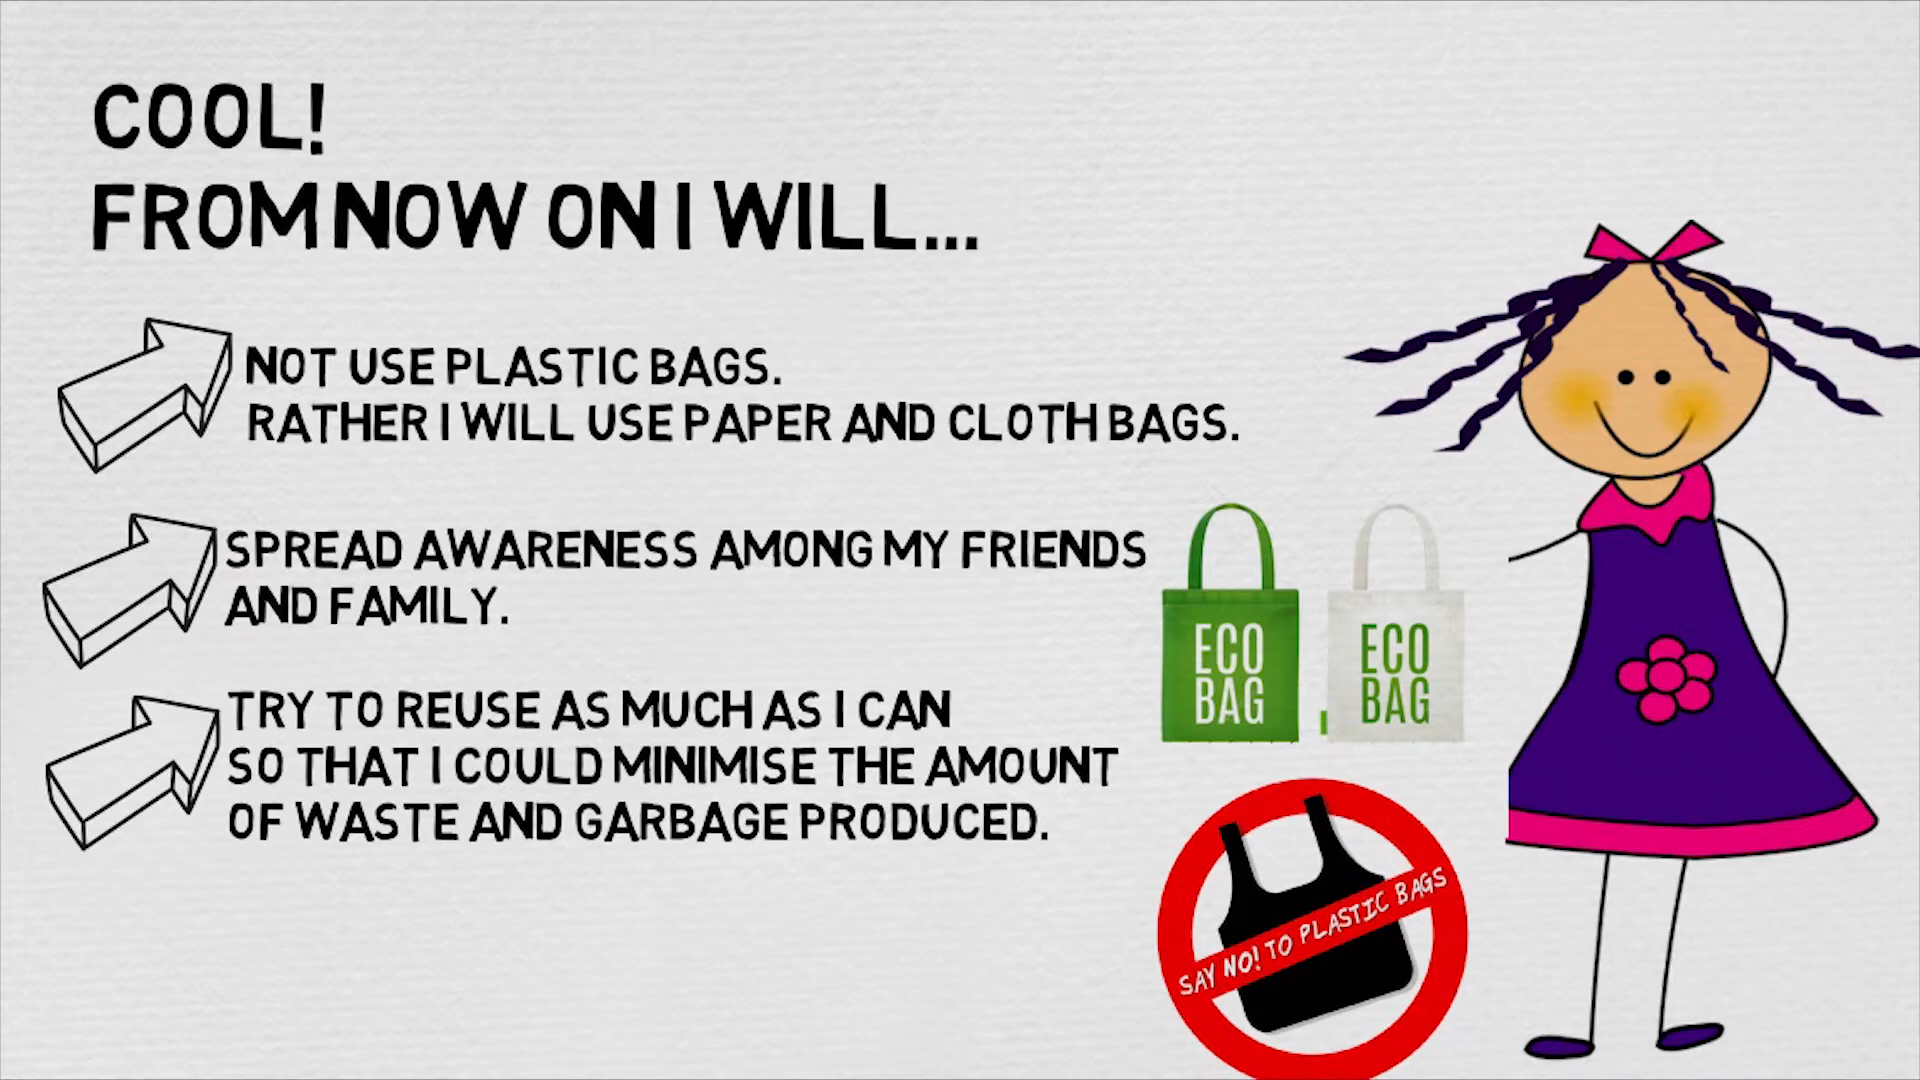 COOL!
FROM NOW ON I WILL...
NOT USE PLASTIC BAGS.
RATHER I WILL USE PAPER AND CLOTH BAGS.
SPREAD AWARENESS AMONG MY FRIENDS
AND FAMILY.
TRY TO REUSE AS MUCH AS I CAN
SO THAT I COULD MINIMISE THE AMOUNT
OF WASTE AND GARBAGE PRODUCED.
ECO
BAG
ECO
BAG
SAY NO! TO PLASTIC BAGS